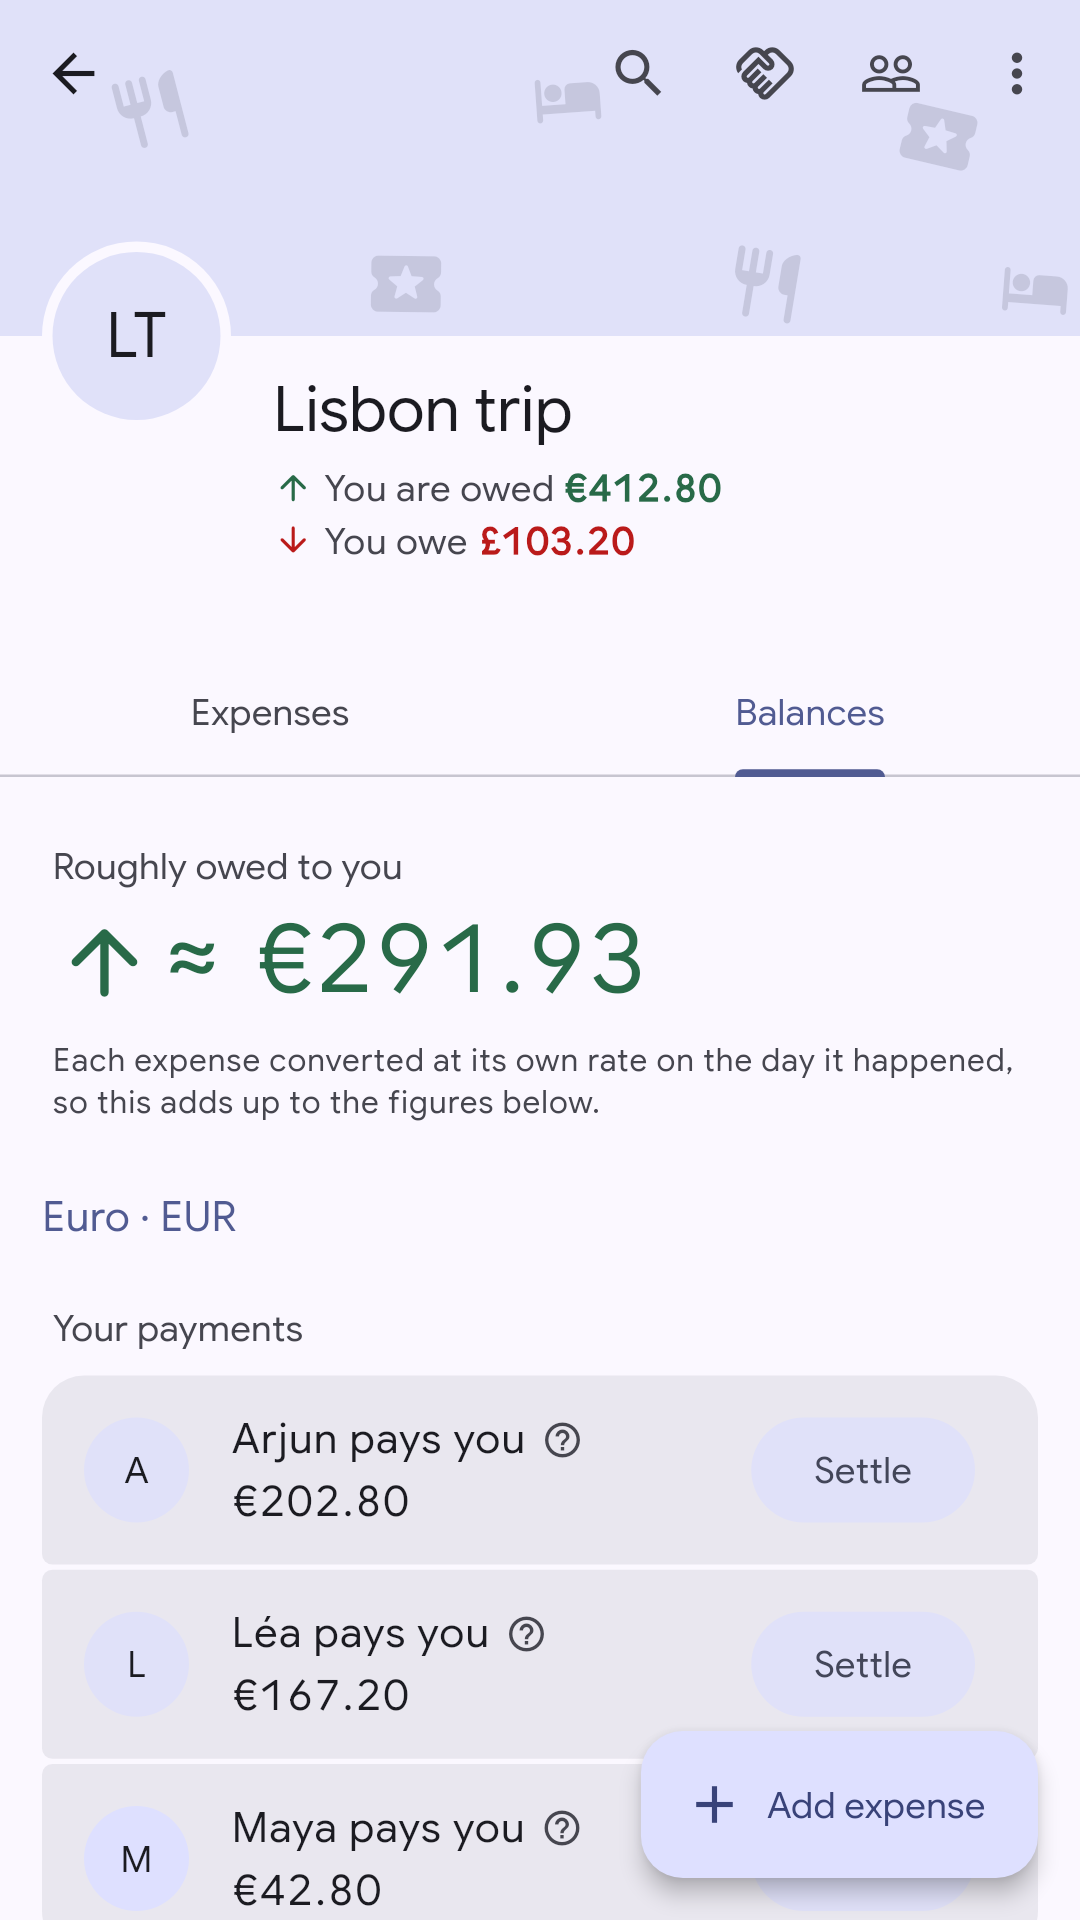 LT
Lisbon trip
You are owed €412.80
You owe £103.20
Expenses
Balances
Roughly owed to you
≈ €291.93
Each expense converted at its own rate on the day it happened,
so this adds up to the figures below.
Euro · EUR
Your payments
A
Arjun pays you
€202.80
Settle
L
Léa pays you
€167.20
Settle
M
Maya pays you
€42.80
Add expense